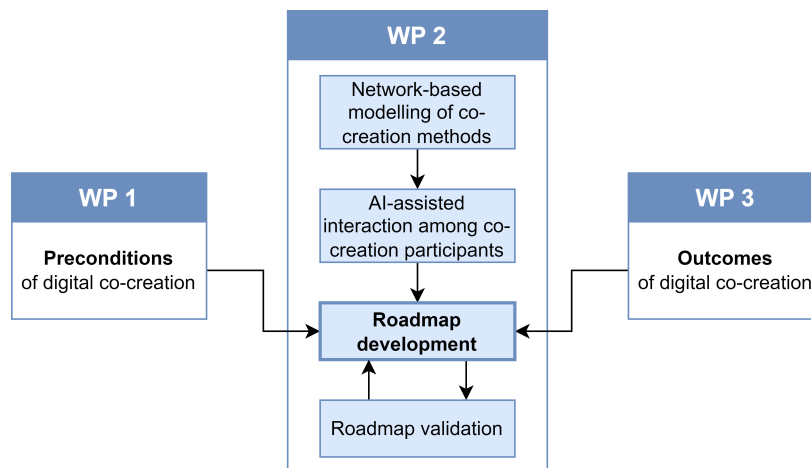 WP 2
Network-based
modelling of co-
creation methods
AI-assisted
interaction among co-
creation participants
Roadmap
development
Roadmap validation
WP 1
Preconditions
of digital co-creation
WP 3
Outcomes
of digital co-creation